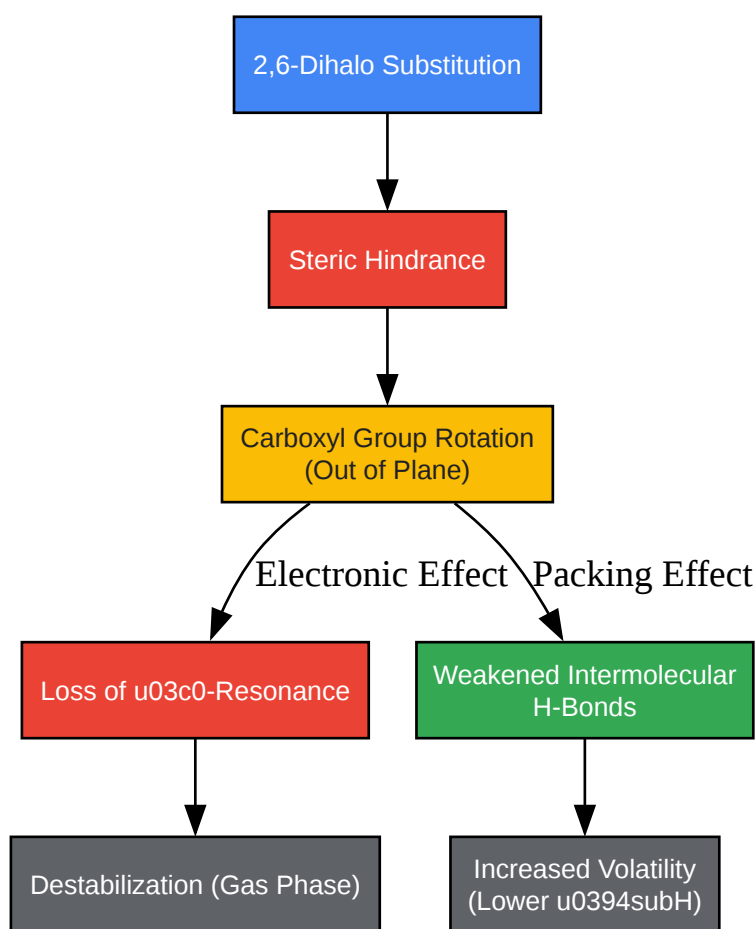 2,6-Dihalo Substitution
Steric Hindrance
Carboxyl Group Rotation
(Out of Plane)
Electronic Effect
Packing Effect
Loss of u03c0-Resonance
Weakened Intermolecular
H-Bonds
Destabilization (Gas Phase)
Increased Volatility
(Lower u0394subH)